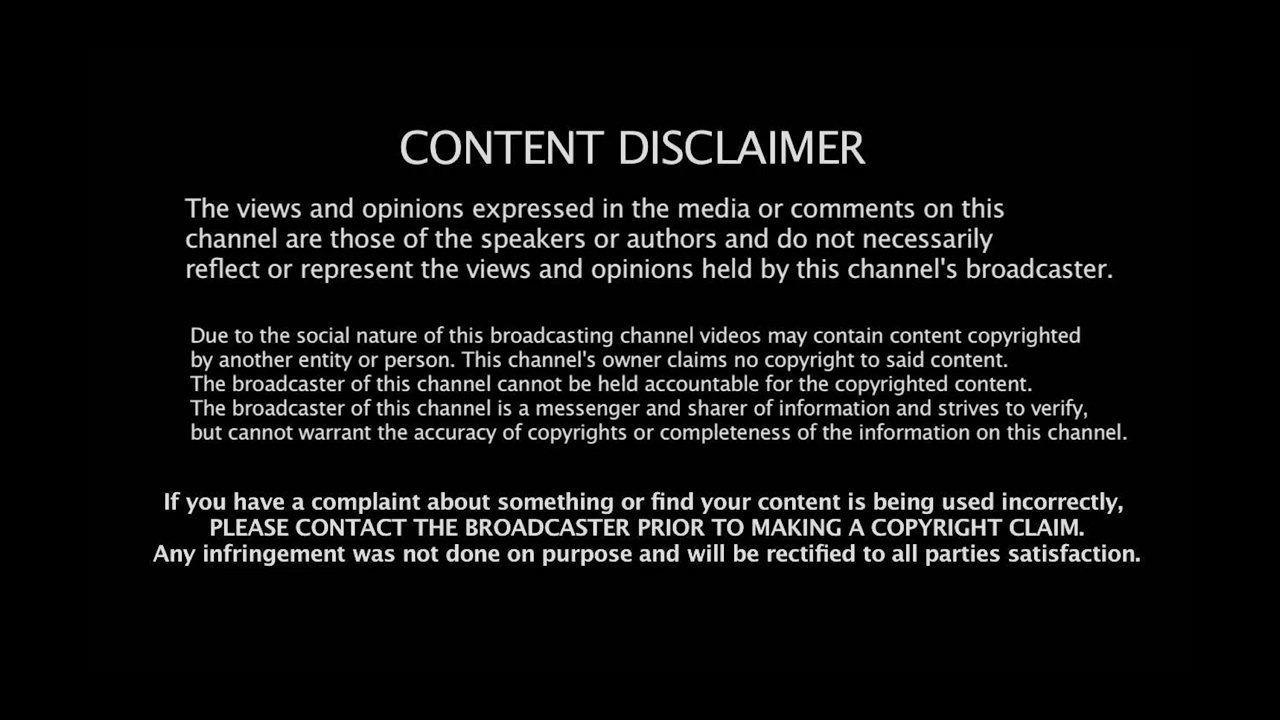 CONTENT DISCLAIMER
The views and opinions expressed in the media or comments on this
channel are those of the speakers or authors and do not necessarily
reflect or represent the views and opinions held by this channel's broadcaster.
Due to the social nature of this broadcasting channel videos may contain content copyrighted
by another entity or person. This channel's owner claims no copyright to said content.
The broadcaster of this channel cannot be held accountable for the copyrighted content.
The broadcaster of this channel is a messenger and sharer of information and strives to verify,
but cannot warrant the accuracy of copyrights or completeness of the information on this channel.
If you have a complaint about something or find your content is being used incorrectly,
PLEASE CONTACT THE BROADCASTER PRIOR TO MAKING A COPYRIGHT CLAIM.
Any infringement was not done on purpose and will be rectified to all parties satisfaction.